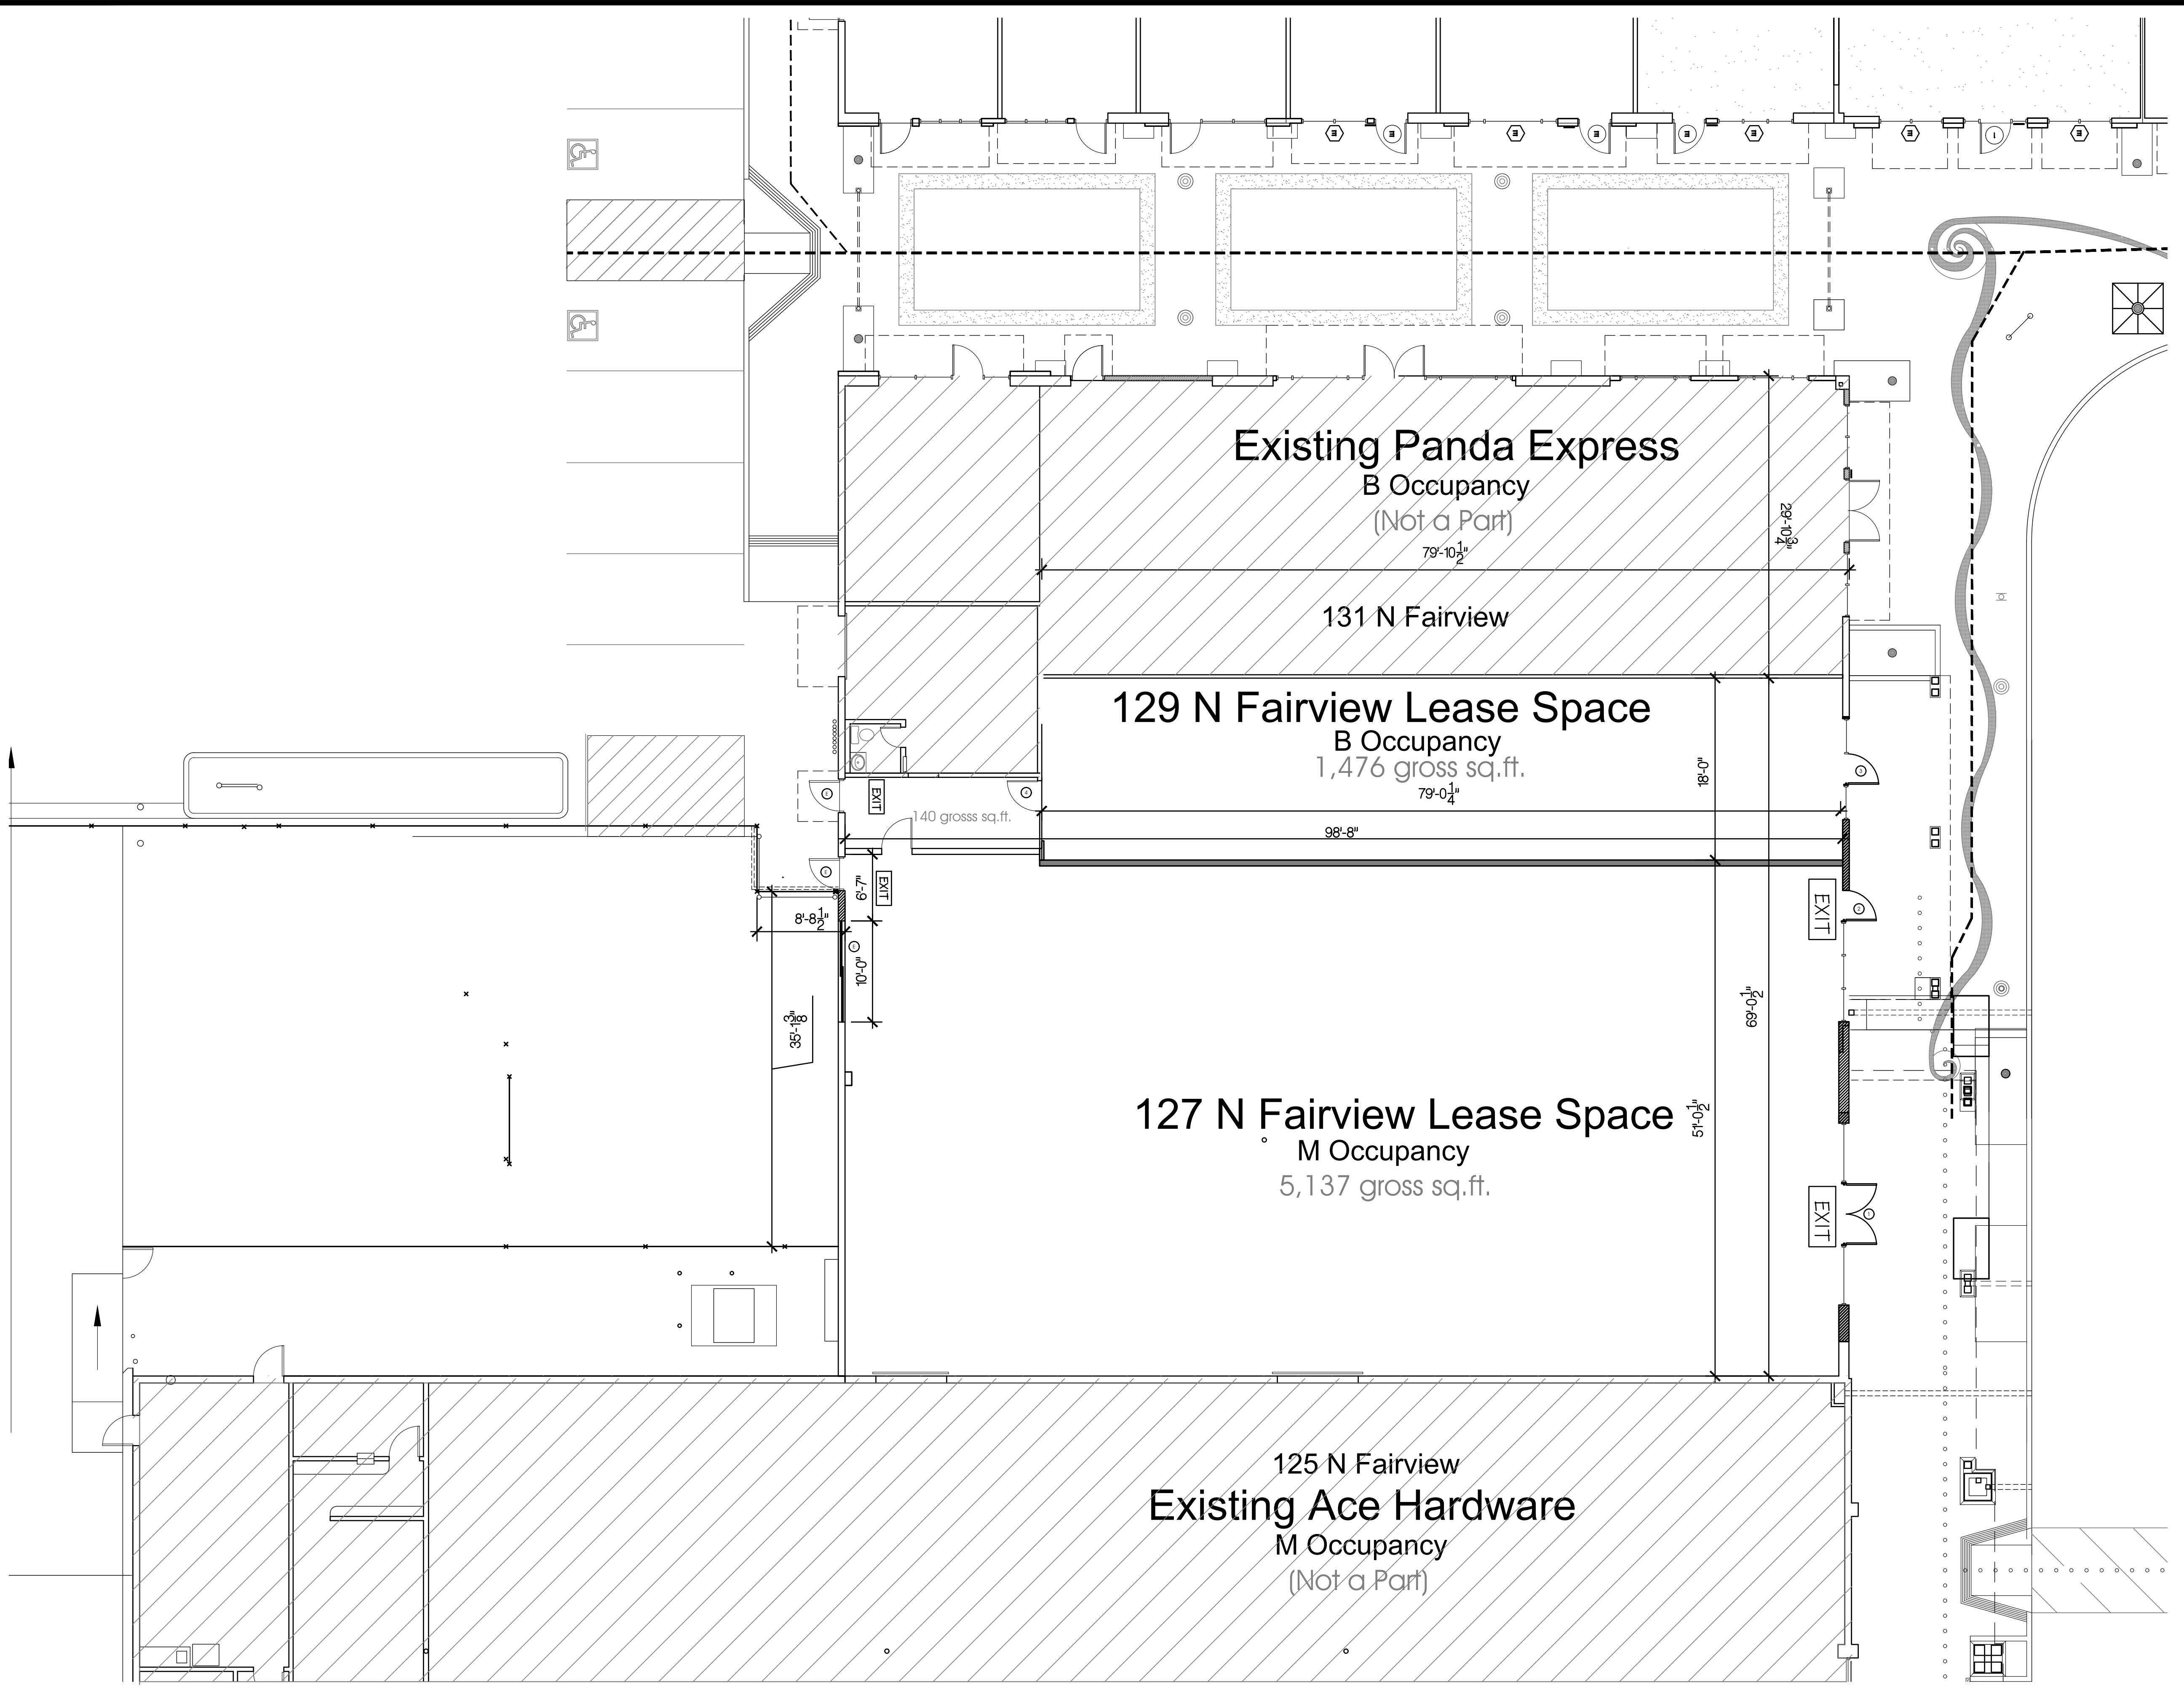 Existing Panda Express
B Occupancy
(Not a Part)
79'-10 1/2"
29'-10 3/4"
131 N Fairview
129 N Fairview Lease Space
B Occupancy
1,476 gross sq.ft.
79'-0 1/4"
18'-0"
EXIT
140 grosss sq.ft.
98'-8"
6'-7"
EXIT
EXIT
8'-8 1/2"
10'-0"
35'-1 3/8"
69'-0 1/2"
127 N Fairview Lease Space
51'-0 1/2"
M Occupancy
5,137 gross sq.ft.
EXIT
125 N Fairview
Existing Ace Hardware
M Occupancy
(Not a Part)